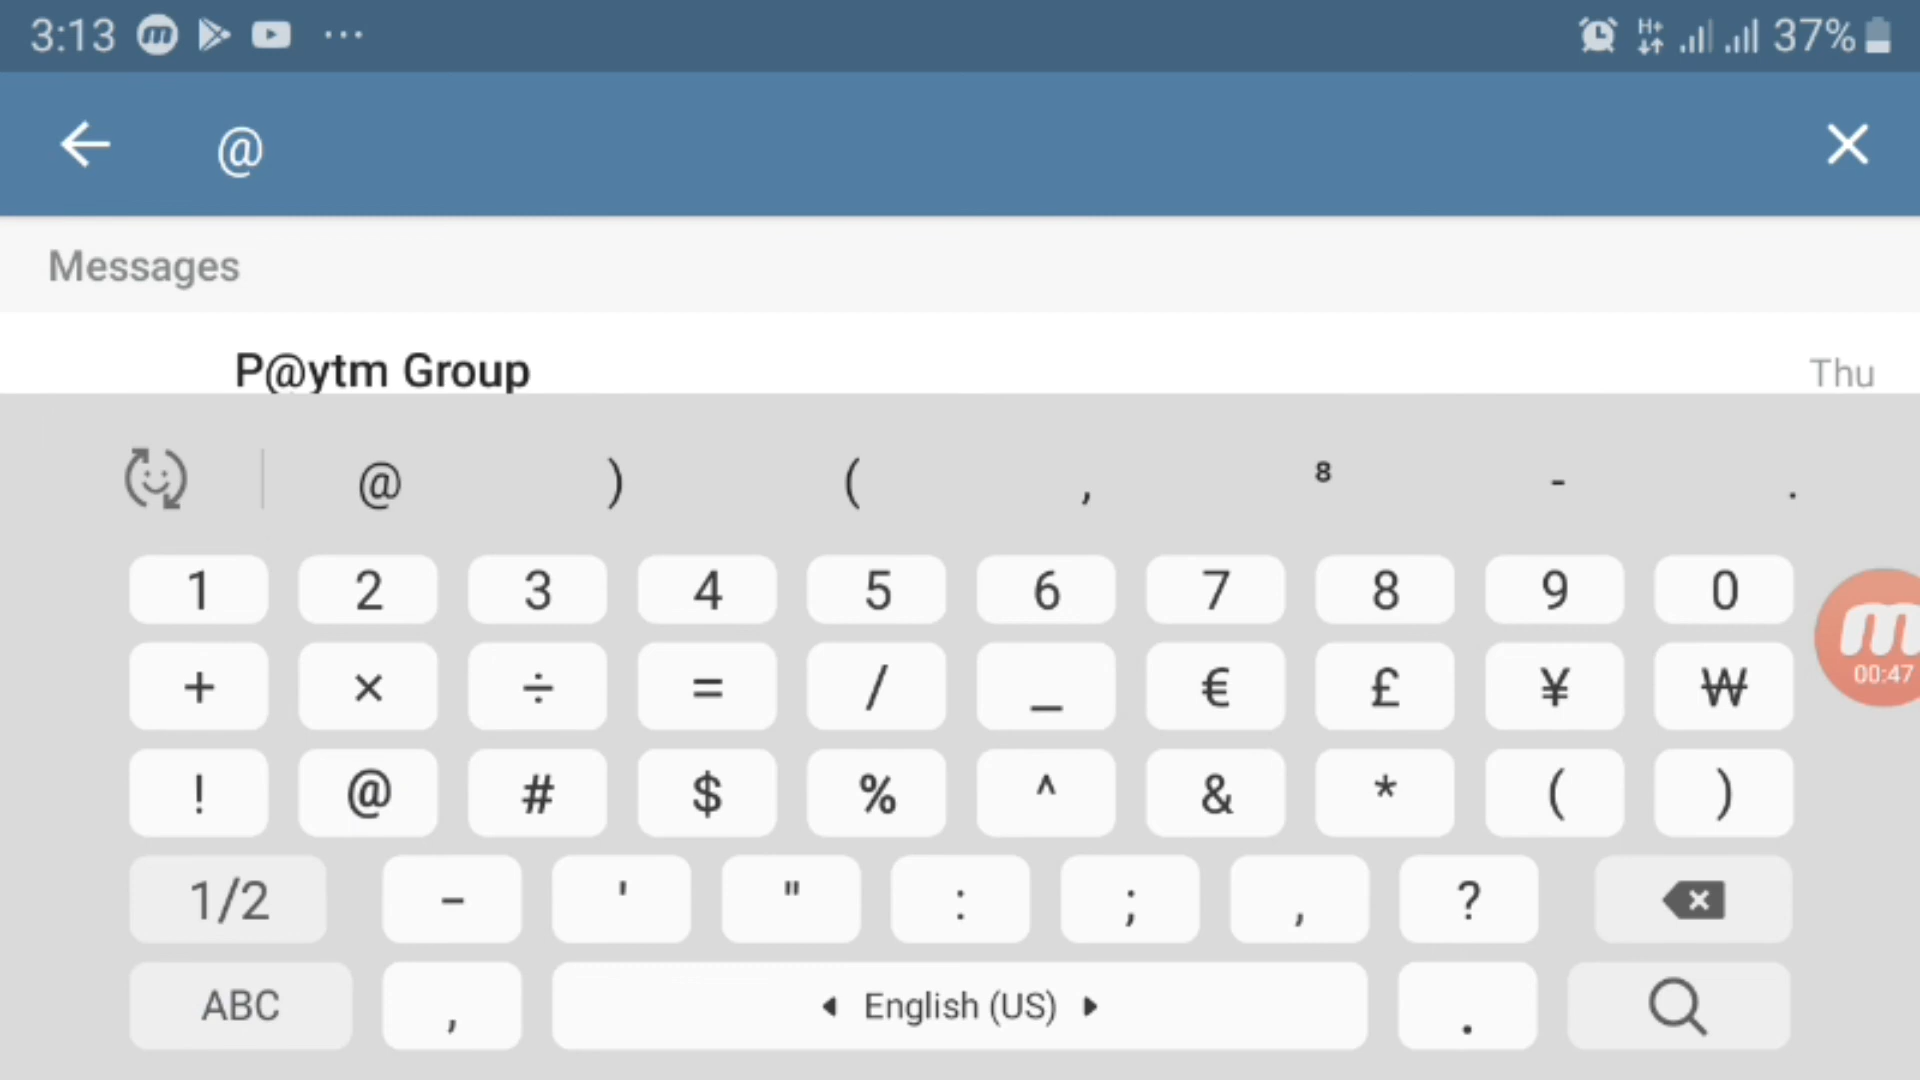 3:13 m ... H+ 37%
@
Messages
P@ytm Group Thu
@ ) ( , ⁸ - .
1 2 3 4 5 6 7 8 9 0
+ × ÷ = / _ € £ ¥ ₩
! @ # $ % ^ & * ( )
m
00:47
1/2 - ' " : ; , ?
ABC , English (US) .